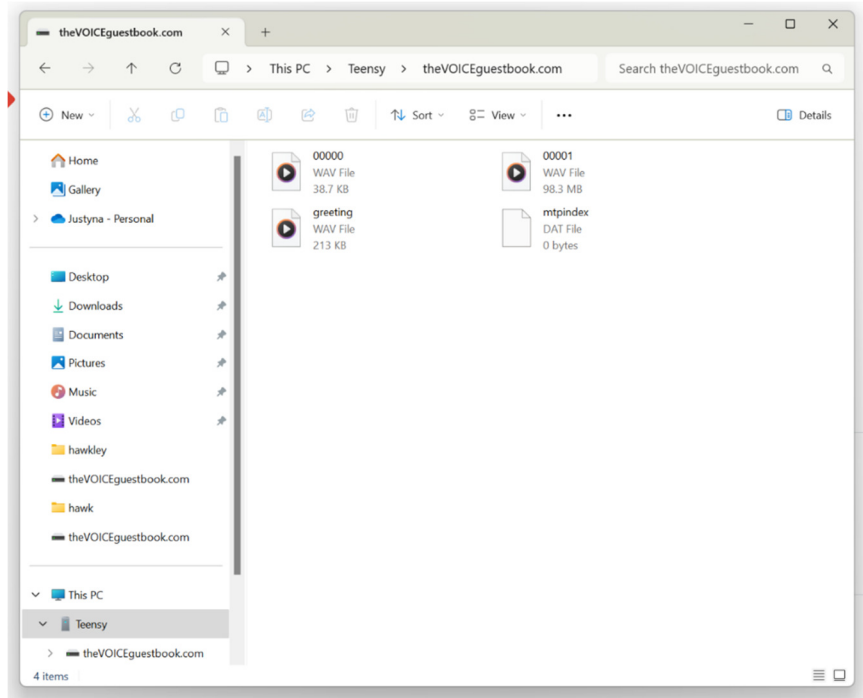 theVOICEguestbook.com
This PC > Teensy > theVOICEguestbook.com
Search theVOICEguestbook.com
New
Sort
View
Details
Home
Gallery
Justyna - Personal
Desktop
Downloads
Documents
Pictures
Music
Videos
hawkley
theVOICEguestbook.com
hawk
theVOICEguestbook.com
This PC
Teensy
theVOICEguestbook.com
00000
WAV File
38.7 KB
00001
WAV File
98.3 MB
greeting
WAV File
213 KB
mtpindex
DAT File
0 bytes
4 items